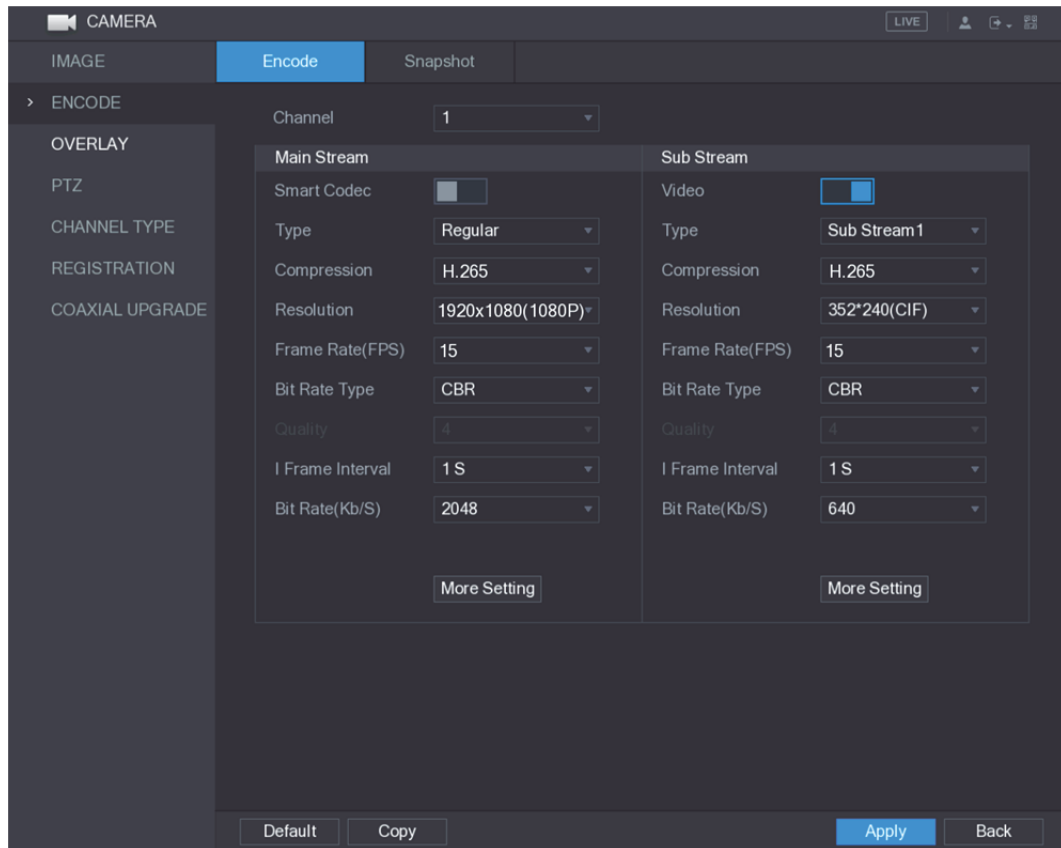 CAMERA LIVE
IMAGE Encode Snapshot
> ENCODE
Channel 1
OVERLAY
Main Stream Sub Stream
PTZ Smart Codec Video
CHANNEL TYPE Type Regular Type Sub Stream1
REGISTRATION Compression H.265 Compression H.265
COAXIAL UPGRADE Resolution 1920x1080(1080P) Resolution 352*240(CIF)
Frame Rate(FPS) 15 Frame Rate(FPS) 15
Bit Rate Type CBR Bit Rate Type CBR
Quality 4 Quality 4
I Frame Interval 1 S I Frame Interval 1 S
Bit Rate(Kb/S) 2048 Bit Rate(Kb/S) 640
More Setting More Setting
Default Copy Apply Back